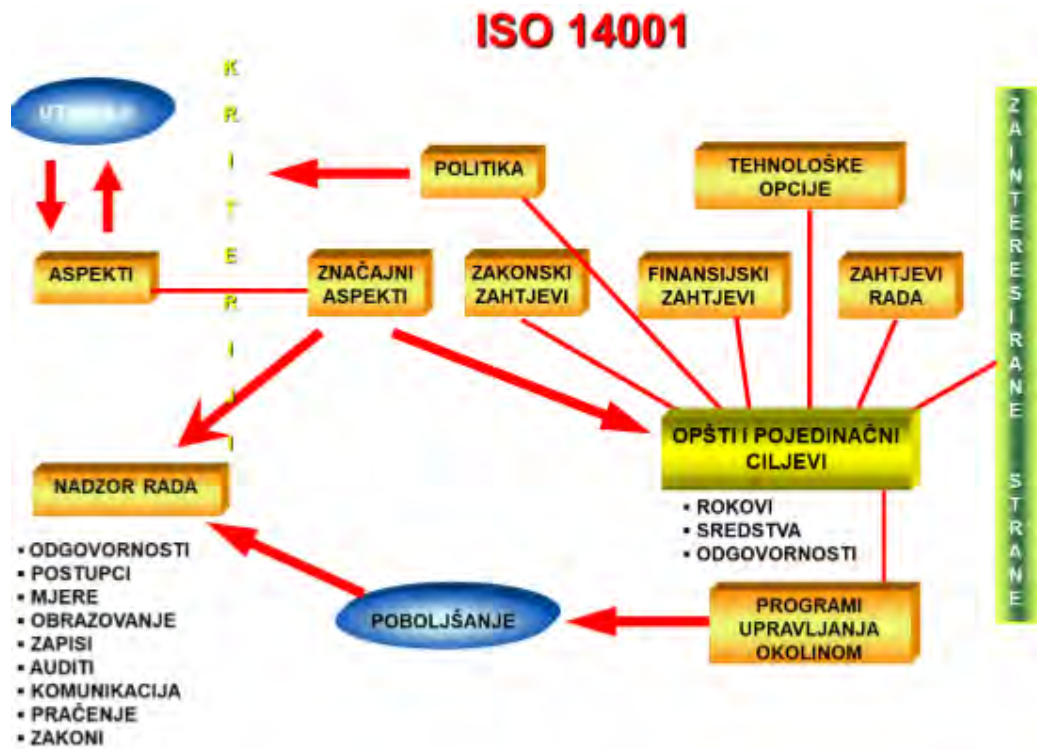 ISO 14001
KRITERIJI
POLITIKA
TEHNOLOŠKE
OPCIJE
ASPEKTI
ZNAČAJNI
ASPEKTI
ZAKONSKI
ZAHTJEVI
FINANSIJSKI
ZAHTJEVI
ZAHTJEVI
RADA
ZAINTERESIRANE STRANE
OPŠTI I POJEDINAČNI
CILJEVI
▪ ROKOVI
▪ SREDSTVA
▪ ODGOVORNOSTI
NADZOR RADA
▪ ODGOVORNOSTI
▪ POSTUPCI
▪ MJERE
▪ OBRAZOVANJE
▪ ZAPISI
▪ AUDITI
▪ KOMUNIKACIJA
▪ PRAČENJE
▪ ZAKONI
POBOLJŠANJE
PROGRAMI
UPRAVLJANJA
OKOLINOM